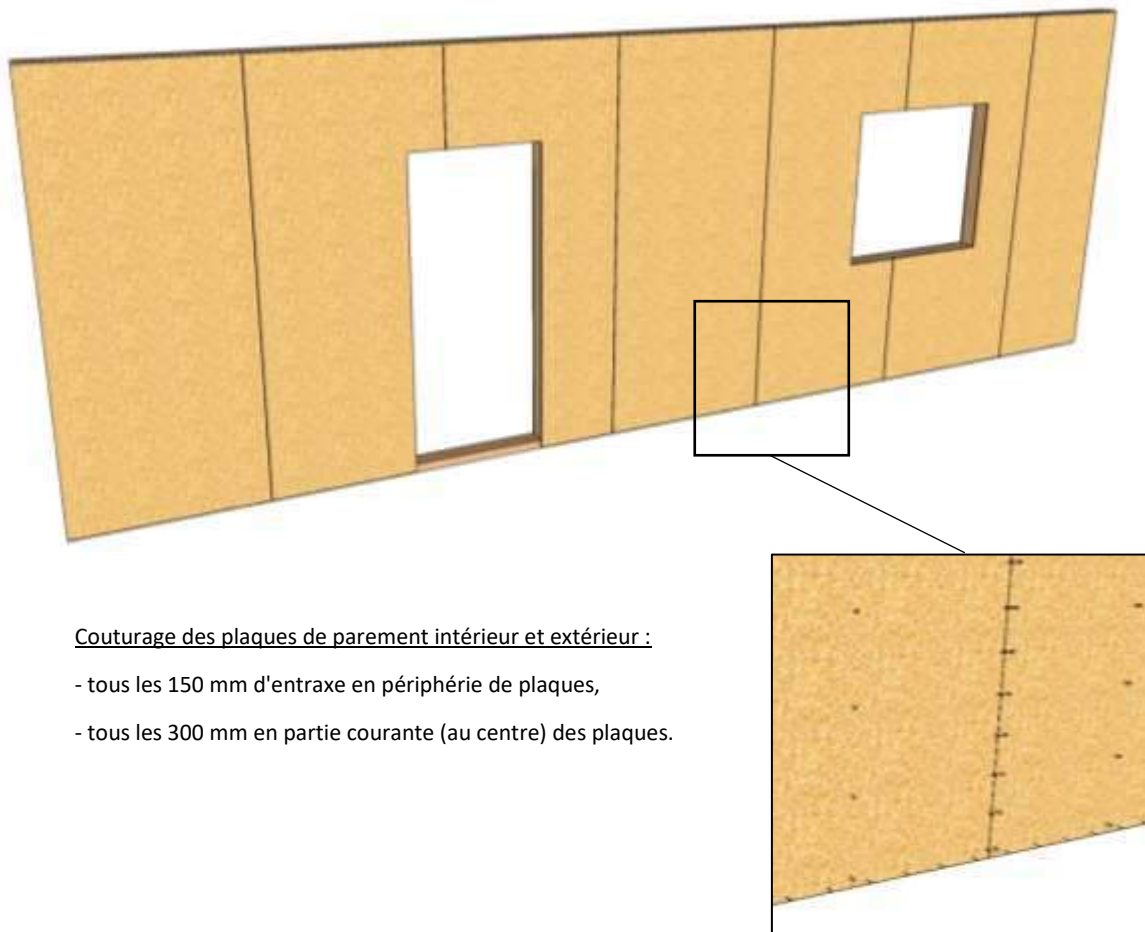 Couturage des plaques de parement intérieur et extérieur :
- tous les 150 mm d'entraxe en périphérie de plaques,
- tous les 300 mm en partie courante (au centre) des plaques.